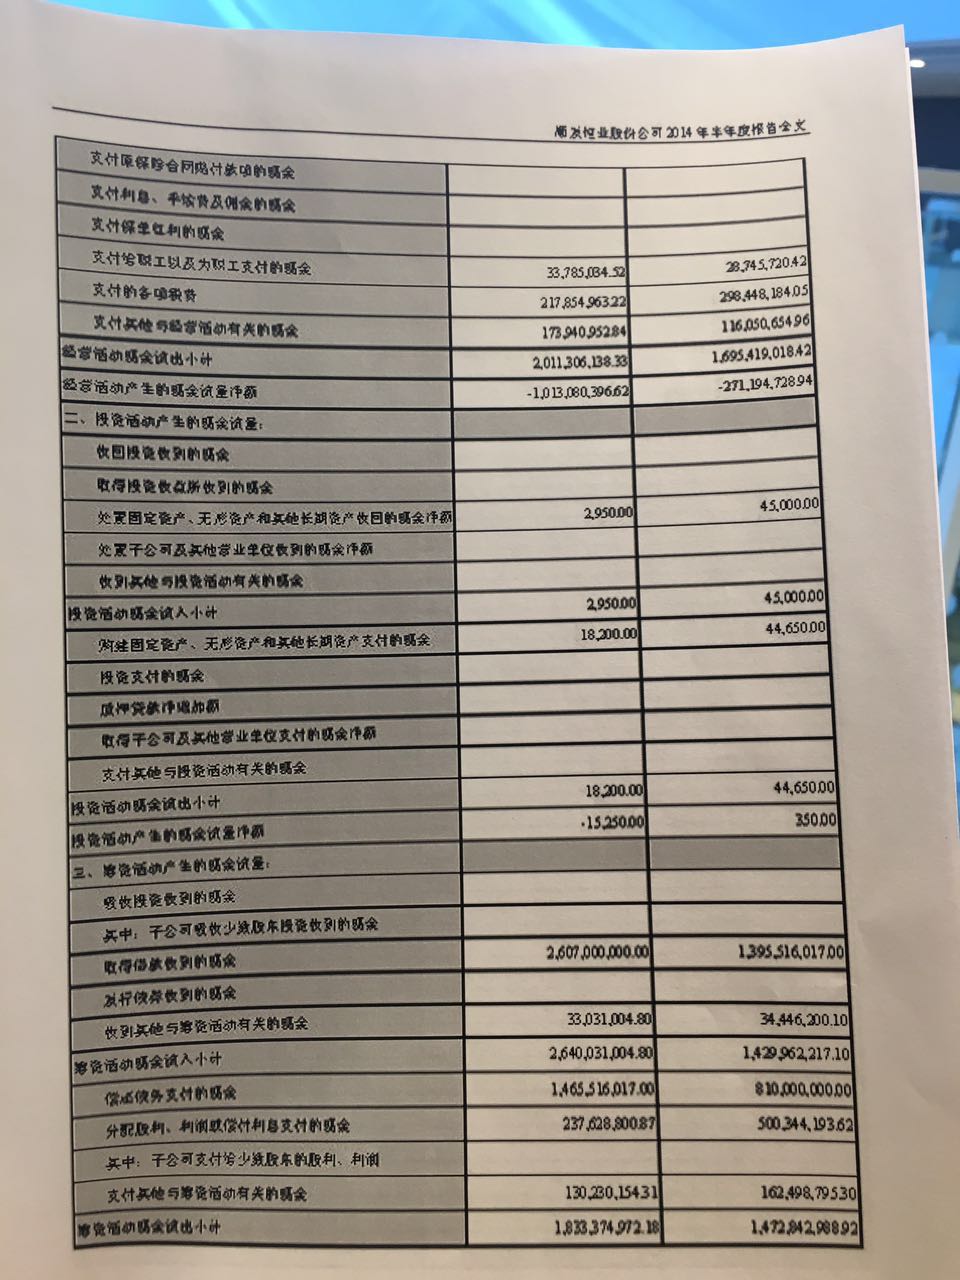 顺发恒业股份公司 2014 年半年度报告全文
支付原保险合同赔付款项的现金
支付利息、手续费及佣金的现金
支付保单红利的现金
支付给职工以及为职工支付的现金 33,785,034.52 28,745,720.42
支付的各项税费 217,854,963.22 298,448,184.05
支付其他与经营活动有关的现金 173,940,952.84 116,050,654.96
经营活动现金流出小计 2,011,306,138.33 1,695,419,018.42
经营活动产生的现金流量净额 -1,013,080,396.62 -271,194,728.94
二、投资活动产生的现金流量:
收回投资收到的现金
取得投资收益所收到的现金
处置固定资产、无形资产和其他长期资产收回的现金净额 2,950.00 45,000.00
处置子公司及其他营业单位收到的现金净额
收到其他与投资活动有关的现金
投资活动现金流入小计 2,950.00 45,000.00
购建固定资产、无形资产和其他长期资产支付的现金 18,200.00 44,650.00
投资支付的现金
质押贷款净增加额
取得子公司及其他营业单位支付的现金净额
支付其他与投资活动有关的现金
投资活动现金流出小计 18,200.00 44,650.00
投资活动产生的现金流量净额 -15,250.00 350.00
三、筹资活动产生的现金流量:
吸收投资收到的现金
其中：子公司吸收少数股东投资收到的现金
取得借款收到的现金 2,607,000,000.00 1,395,516,017.00
发行债券收到的现金
收到其他与筹资活动有关的现金 33,031,004.80 34,446,200.10
筹资活动现金流入小计 2,640,031,004.80 1,429,962,217.10
偿还债务支付的现金 1,465,516,017.00 810,000,000.00
分配股利、利润或偿付利息支付的现金 237,628,800.87 500,344,193.62
其中：子公司支付给少数股东的股利、利润
支付其他与筹资活动有关的现金 130,230,154.31 162,498,795.30
筹资活动现金流出小计 1,833,374,972.18 1,472,842,988.92